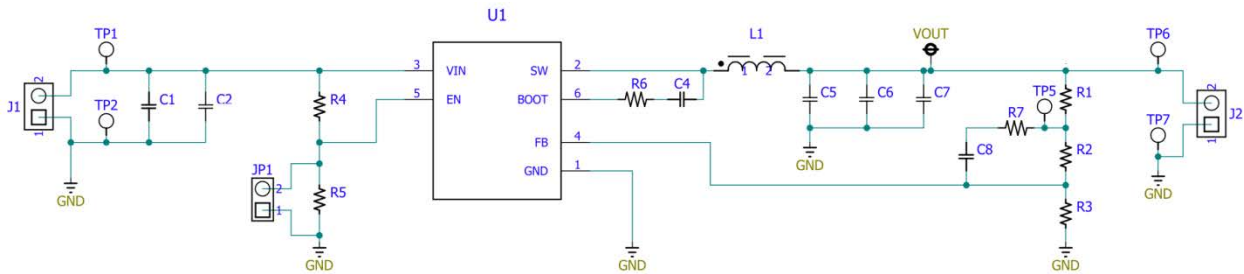 U1
TP1
L1
VOUT
TP6
3 VIN SW 2
1 2
J1
2
1
TP2
C1
C2
R4
5 EN BOOT 6
R6
C4
C5
C6
C7
R7
TP5
R1
TP7
2
J2
1
FB 4
C8
R2
JP1
2
1
R5
GND 1
R3
GND
GND
GND
GND
GND
GND